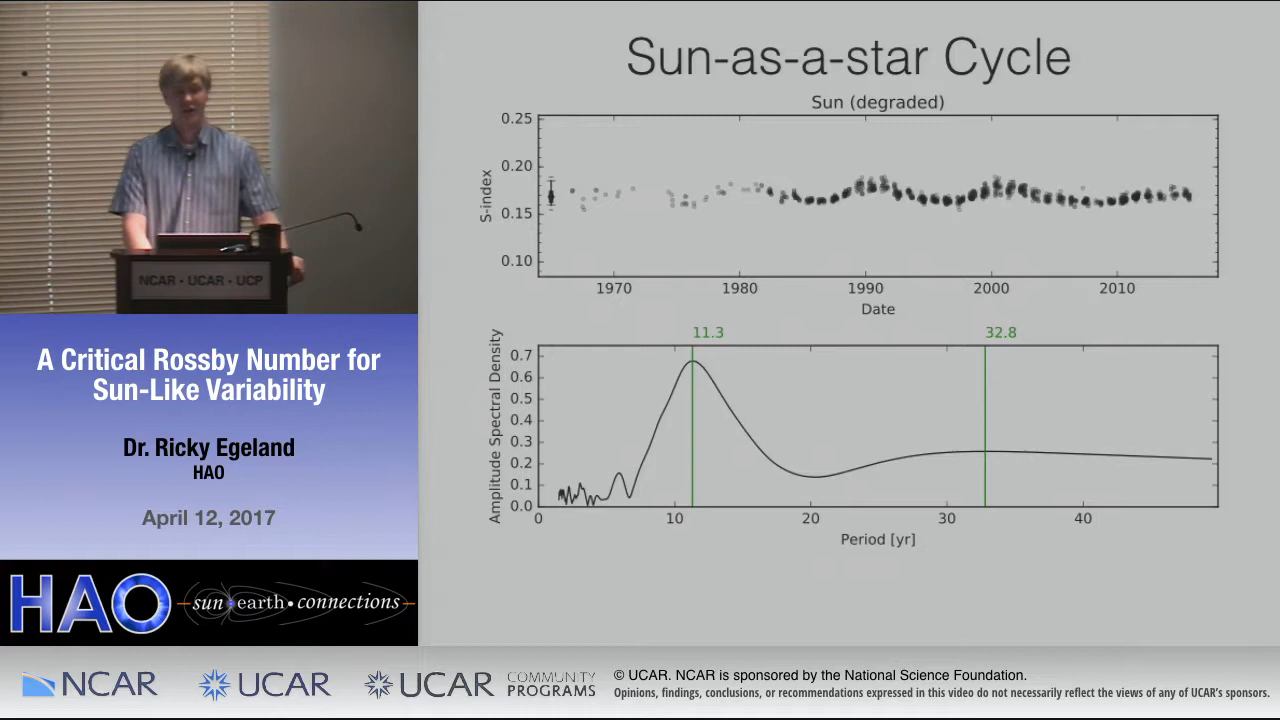 Sun-as-a-star Cycle
Sun (degraded)
0.25
0.20
0.15
0.10
S-index
1970 1980 1990 2000 2010
Date
11.3 32.8
0.7
0.6
0.5
0.4
0.3
0.2
0.1
0.0
Amplitude Spectral Density
0 10 20 30 40
Period [yr]
NCAR - UCAR - UCP
A Critical Rossby Number for
Sun-Like Variability
Dr. Ricky Egeland
HAO
April 12, 2017
HAO sun earth connections
NCAR UCAR UCAR COMMUNITY
PROGRAMS
© UCAR. NCAR is sponsored by the National Science Foundation.
Opinions, findings, conclusions, or recommendations expressed in this video do not necessarily reflect the views of any of UCAR's sponsors.